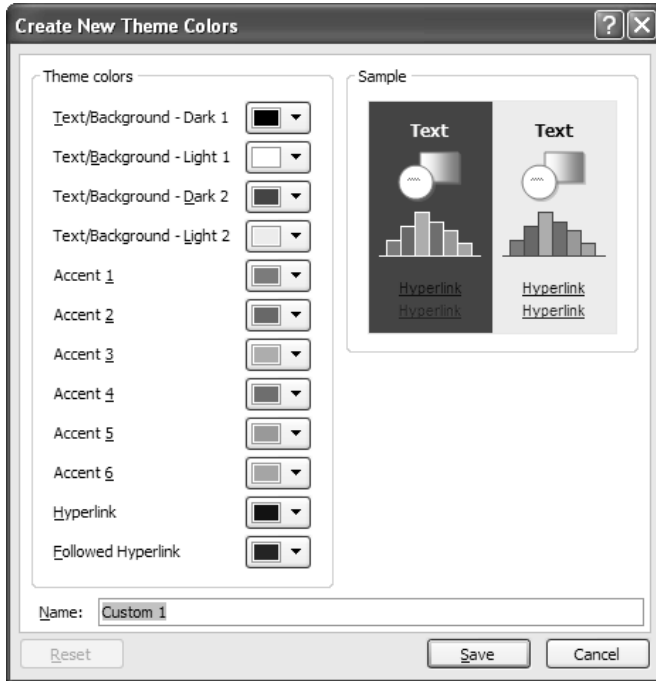 Create New Theme Colors
Theme colors
Text/Background - Dark 1
Text/Background - Light 1
Text/Background - Dark 2
Text/Background - Light 2
Accent 1
Accent 2
Accent 3
Accent 4
Accent 5
Accent 6
Hyperlink
Followed Hyperlink
Sample
Text Text
Hyperlink Hyperlink
Hyperlink Hyperlink
Name: Custom 1
Reset Save Cancel